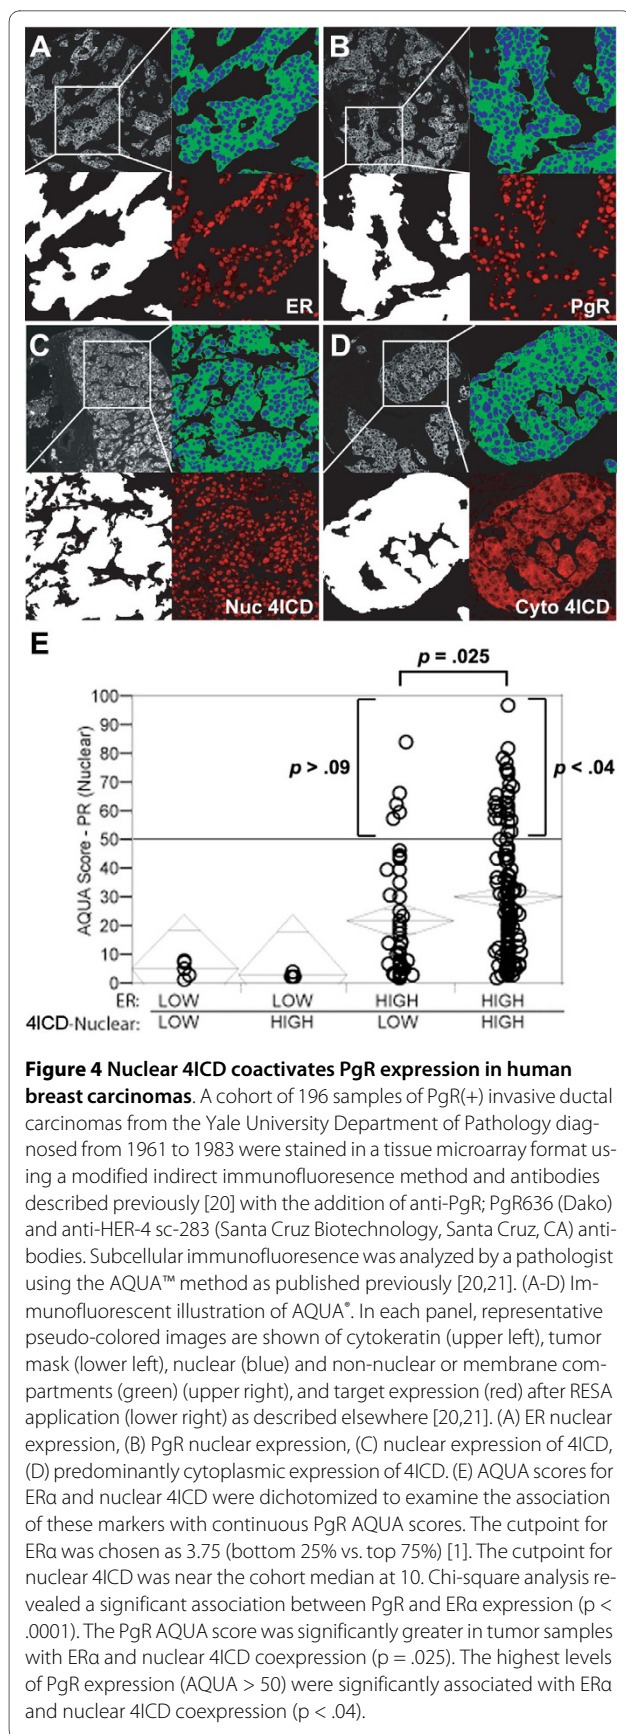 A
B
ER
PgR
C
D
Nuc 4ICD
Cyto 4ICD
E
p = .025
100
90
80
70
60
50
40
30
20
10
0
AQUA Score - PR (Nuclear)
p > .09
p < .04
ER: LOW LOW HIGH HIGH
4ICD-Nuclear: LOW HIGH LOW HIGH
Figure 4 Nuclear 4ICD coactivates PgR expression in human
breast carcinomas. A cohort of 196 samples of PgR(+) invasive ductal
carcinomas from the Yale University Department of Pathology diag-
nosed from 1961 to 1983 were stained in a tissue microarray format us-
ing a modified indirect immunofluoresence method and antibodies
described previously [20] with the addition of anti-PgR; PgR636 (Dako)
and anti-HER-4 sc-283 (Santa Cruz Biotechnology, Santa Cruz, CA) anti-
bodies. Subcellular immunofluoresence was analyzed by a pathologist
using the AQUA™ method as published previously [20,21]. (A-D) Im-
munofluorescent illustration of AQUA®. In each panel, representative
pseudo-colored images are shown of cytokeratin (upper left), tumor
mask (lower left), nuclear (blue) and non-nuclear or membrane com-
partments (green) (upper right), and target expression (red) after RESA
application (lower right) as described elsewhere [20,21]. (A) ER nuclear
expression, (B) PgR nuclear expression, (C) nuclear expression of 4ICD,
(D) predominantly cytoplasmic expression of 4ICD. (E) AQUA scores for
ERα and nuclear 4ICD were dichotomized to examine the association
of these markers with continuous PgR AQUA scores. The cutpoint for
ERα was chosen as 3.75 (bottom 25% vs. top 75%) [1]. The cutpoint for
nuclear 4ICD was near the cohort median at 10. Chi-square analysis re-
vealed a significant association between PgR and ERα expression (p <
.0001). The PgR AQUA score was significantly greater in tumor samples
with ERα and nuclear 4ICD coexpression (p = .025). The highest levels
of PgR expression (AQUA > 50) were significantly associated with ERα
and nuclear 4ICD coexpression (p < .04).